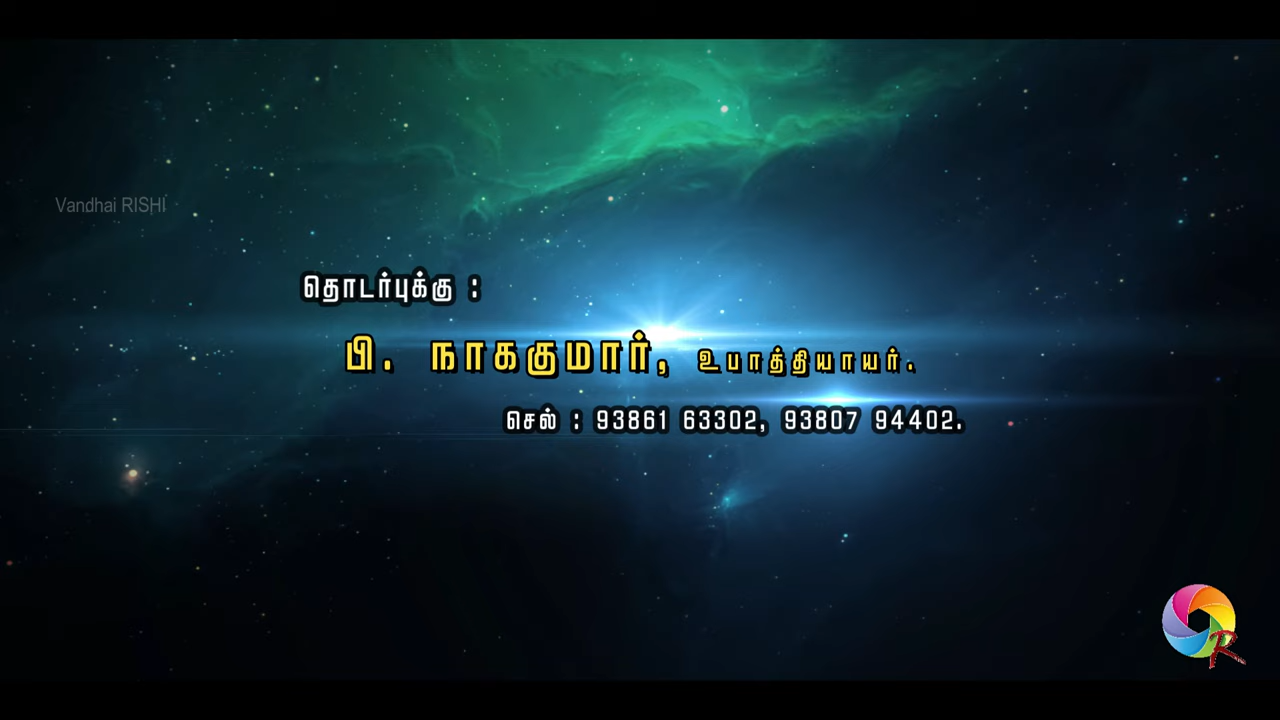 Vandhai RISHI
தொடர்புக்கு :
பி. நாககுமார், உபாத்தியாயர்.
செல் : 93861 63302, 93807 94402.
R